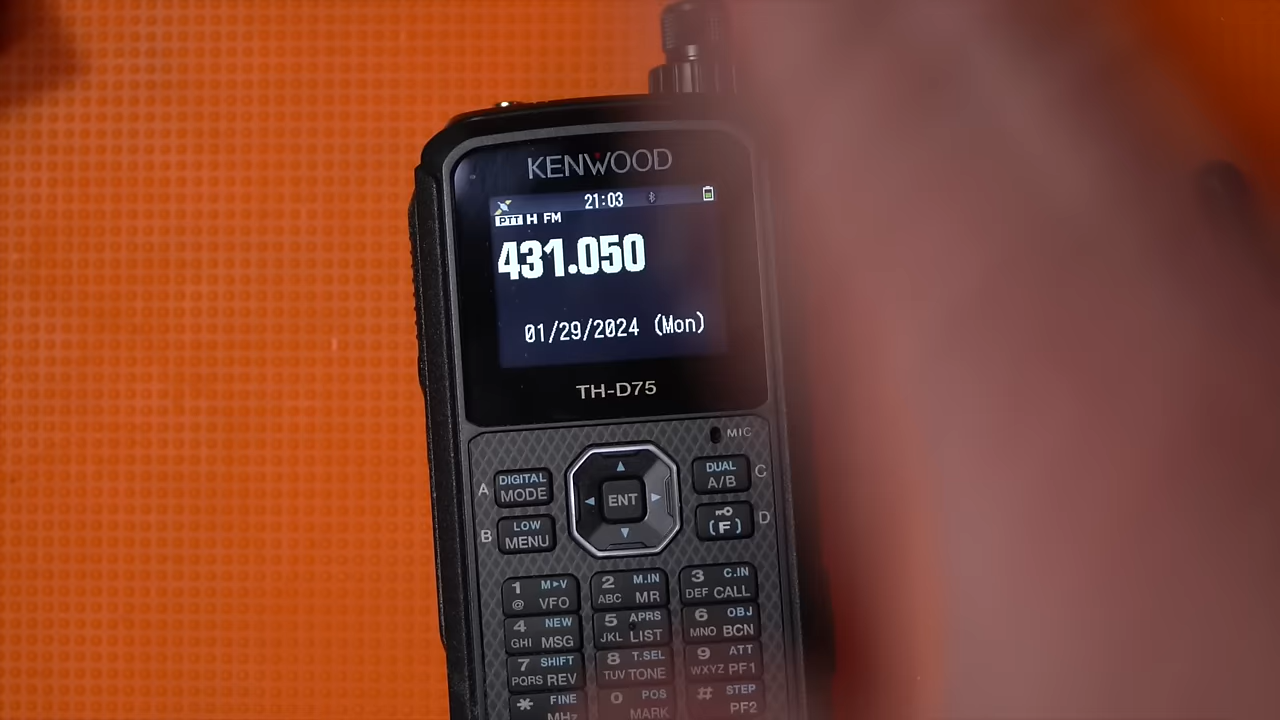 KENWOOD
21:03
PTT H FM
431.050
01/29/2024 (Mon)
TH-D75
MIC
A DIGITAL MODE
DUAL A/B C
ENT
B LOW MENU
(F) D
1 M►V @ VFO
2 M.IN ABC MR
3 C.IN DEF CALL
4 NEW GHI MSG
5 APRS JKL LIST
6 OBJ MNO BCN
7 SHIFT PQRS REV
8 T.SEL TUV TONE
9 ATT WXYZ PF1
* FINE MHz
0 POS MARK
# STEP PF2